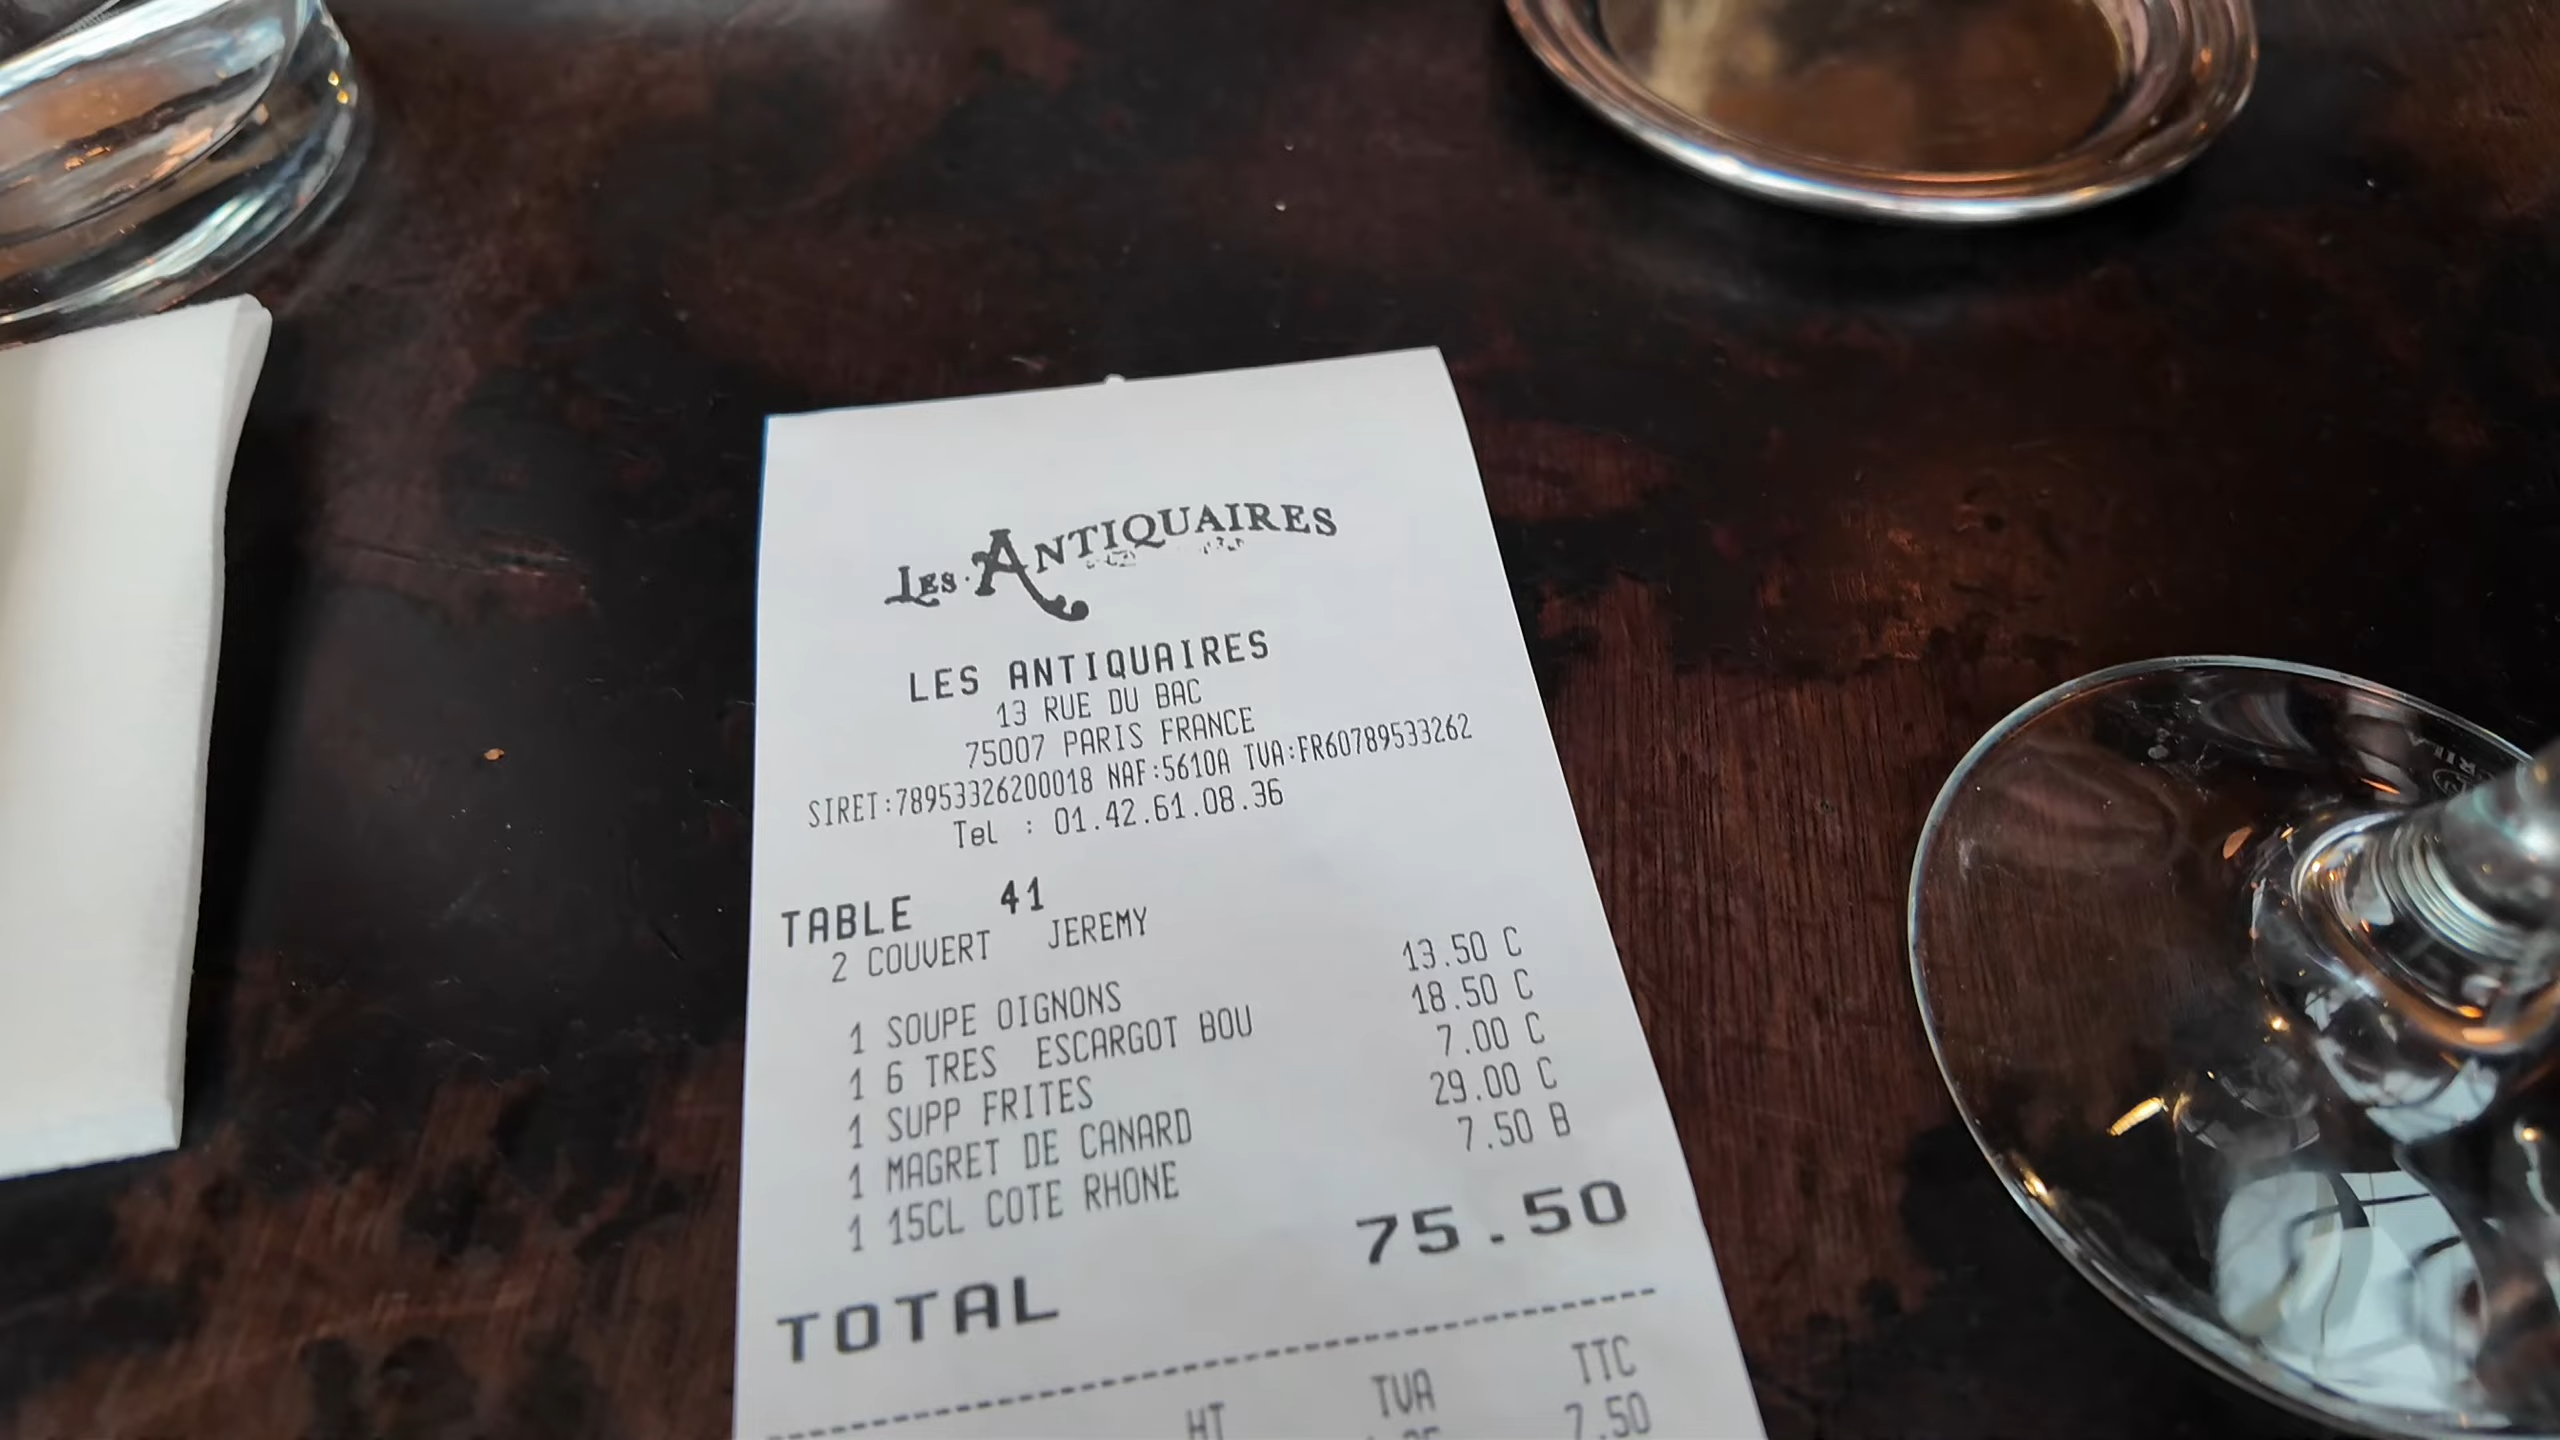 LES ANTIQUAIRES
LES ANTIQUAIRES
13 RUE DU BAC
75007 PARIS FRANCE
SIRET:78953326200018 NAF:5610A TVA:FR60789533262
Tel : 01.42.61.08.36
TABLE 41
2 COUVERT JEREMY
1 SOUPE OIGNONS 13.50 C
1 6 TRES ESCARGOT BOU 18.50 C
1 SUPP FRITES 7.00 C
1 MAGRET DE CANARD 29.00 C
1 15CL COTE RHONE 7.50 B
TOTAL 75.50
HT TVA TTC
7.50